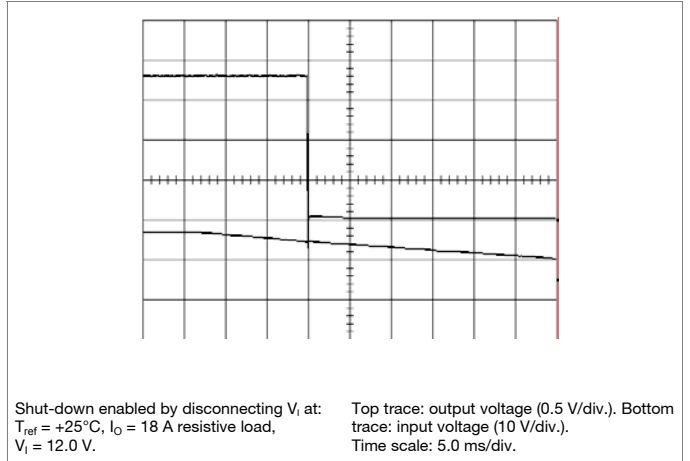 Shut-down enabled by disconnecting VI at:
Tref = +25°C, IO = 18 A resistive load,
VI = 12.0 V.
Top trace: output voltage (0.5 V/div.). Bottom
trace: input voltage (10 V/div.).
Time scale: 5.0 ms/div.